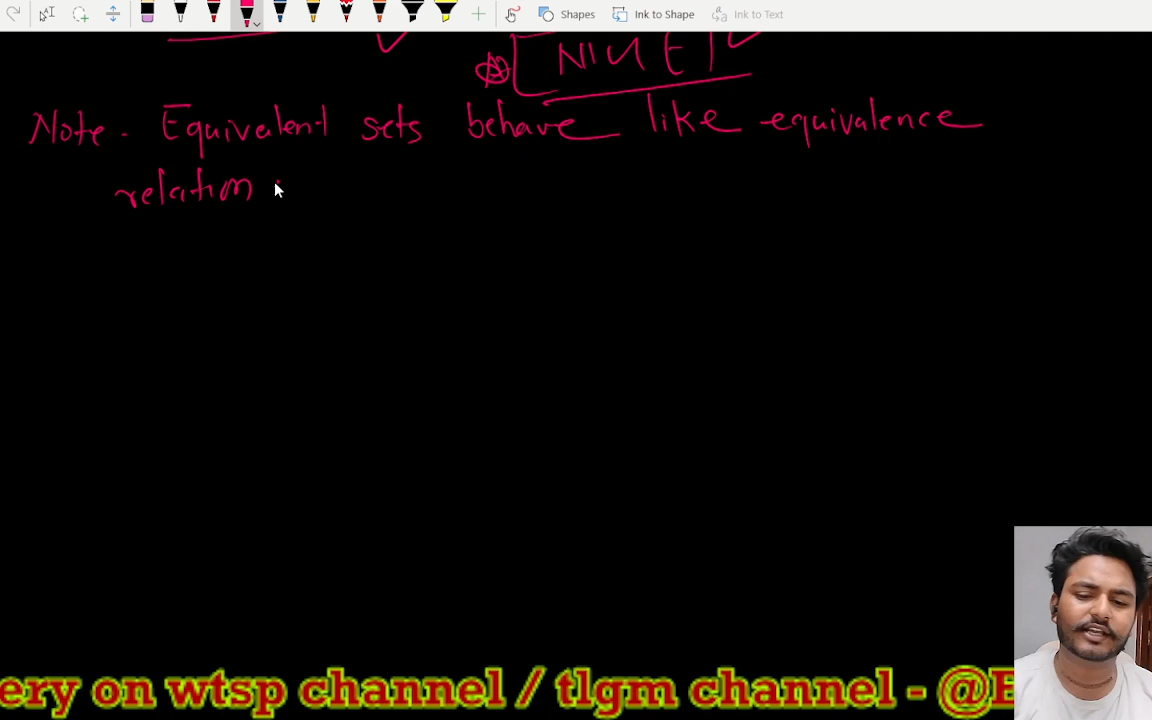 Shapes Ink to Shape Ink to Text
Note. Equivalent sets behave like equivalence
relation
ery on wtsp channel / tlgm channel - @